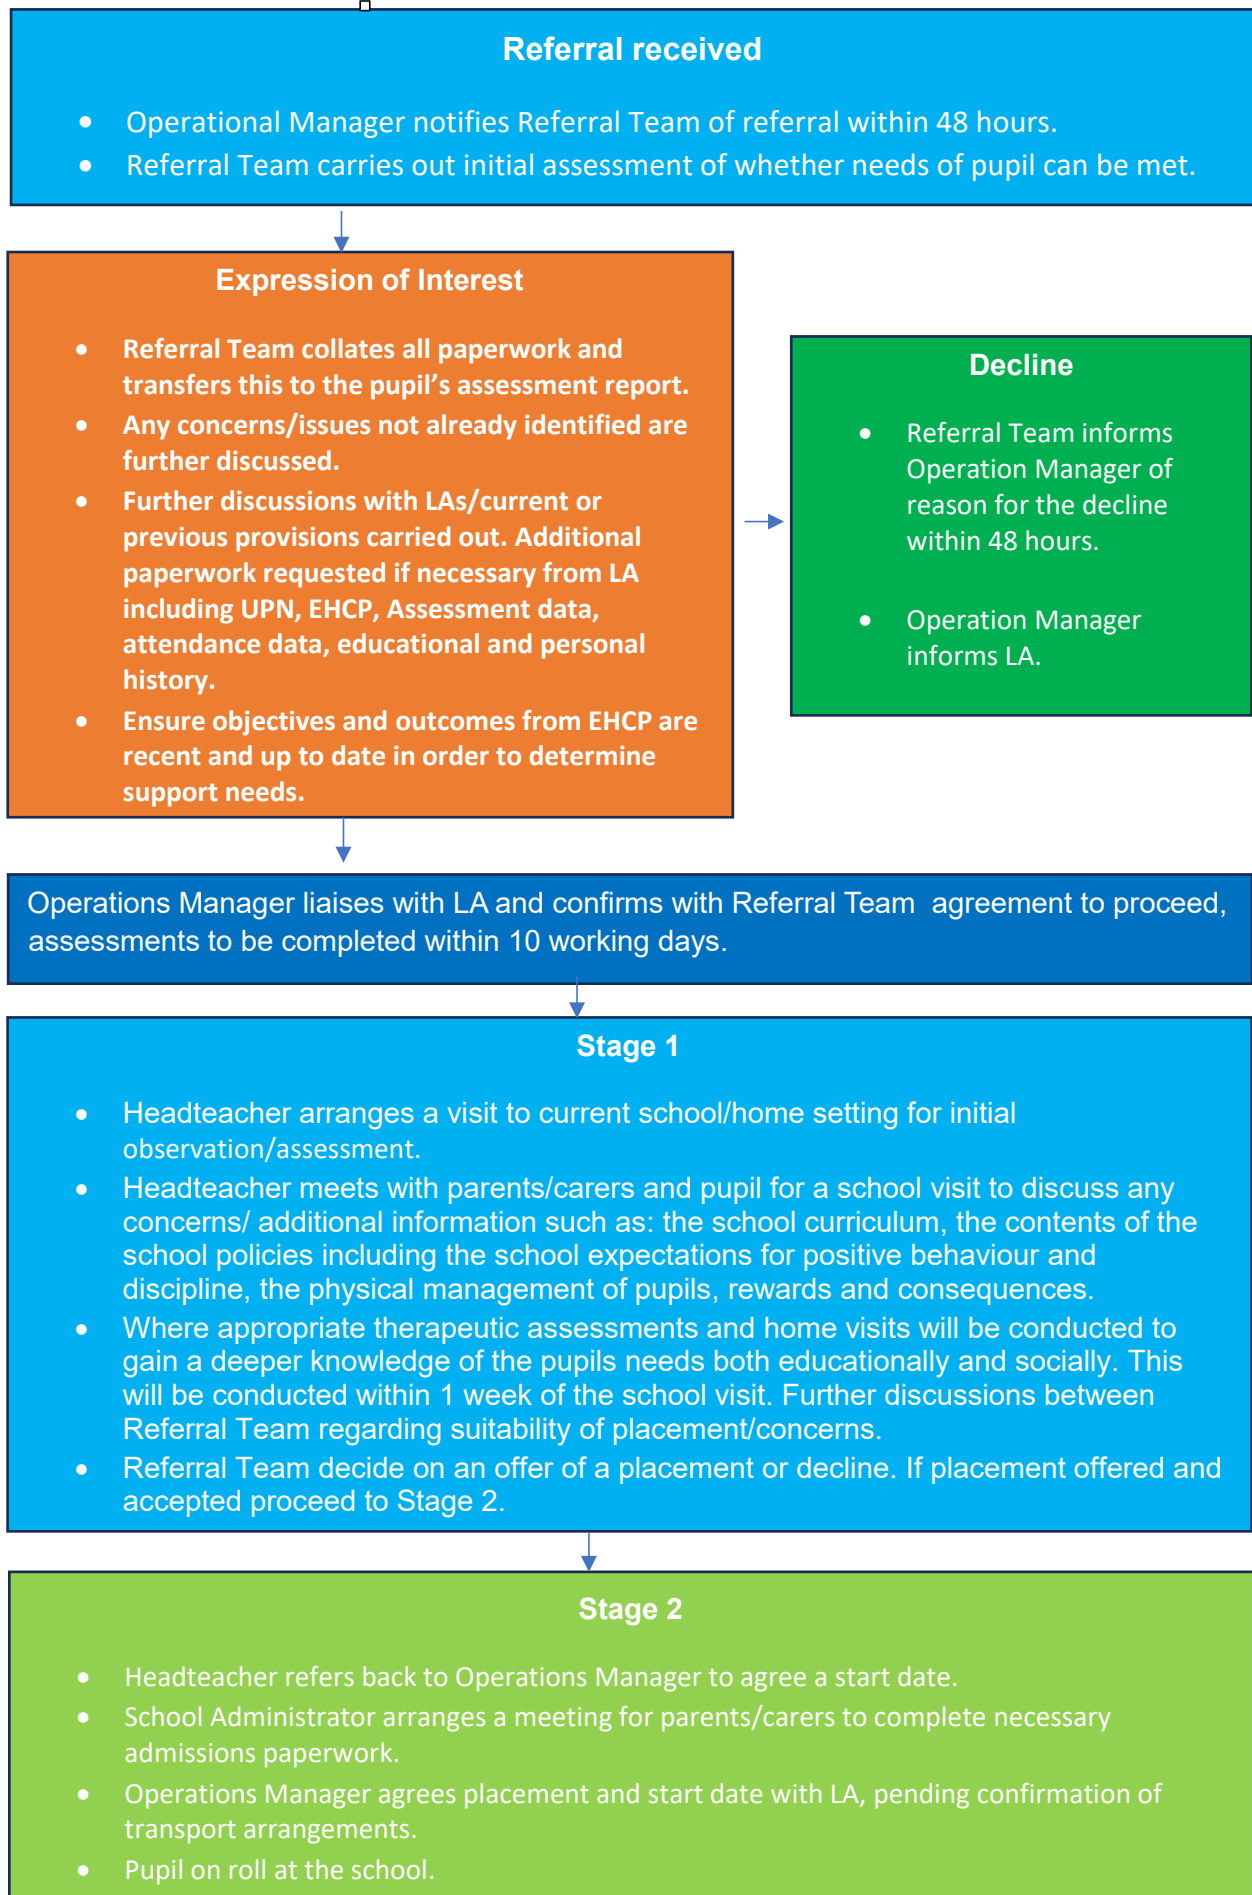 Referral received
• Operational Manager notifies Referral Team of referral within 48 hours.
• Referral Team carries out initial assessment of whether needs of pupil can be met.
Expression of Interest
• Referral Team collates all paperwork and
transfers this to the pupil’s assessment report.
• Any concerns/issues not already identified are
further discussed.
• Further discussions with LAs/current or
previous provisions carried out. Additional
paperwork requested if necessary from LA
including UPN, EHCP, Assessment data,
attendance data, educational and personal
history.
• Ensure objectives and outcomes from EHCP are
recent and up to date in order to determine
support needs.
Decline
• Referral Team informs
Operation Manager of
reason for the decline
within 48 hours.
• Operation Manager
informs LA.
Operations Manager liaises with LA and confirms with Referral Team  agreement to proceed,
assessments to be completed within 10 working days.
Stage 1
• Headteacher arranges a visit to current school/home setting for initial
observation/assessment.
• Headteacher meets with parents/carers and pupil for a school visit to discuss any
concerns/ additional information such as: the school curriculum, the contents of the
school policies including the school expectations for positive behaviour and
discipline, the physical management of pupils, rewards and consequences.
• Where appropriate therapeutic assessments and home visits will be conducted to
gain a deeper knowledge of the pupils needs both educationally and socially. This
will be conducted within 1 week of the school visit. Further discussions between
Referral Team regarding suitability of placement/concerns.
• Referral Team decide on an offer of a placement or decline. If placement offered and
accepted proceed to Stage 2.
Stage 2
• Headteacher refers back to Operations Manager to agree a start date.
• School Administrator arranges a meeting for parents/carers to complete necessary
admissions paperwork.
• Operations Manager agrees placement and start date with LA, pending confirmation of
transport arrangements.
• Pupil on roll at the school.